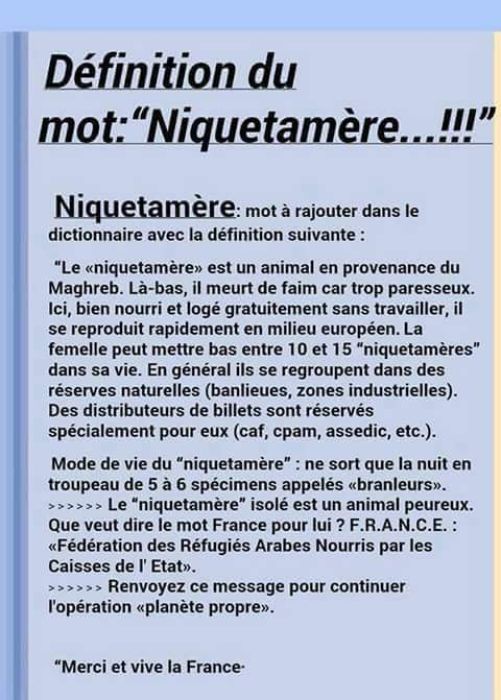 Définition du
mot:“Niquetamère...!!!”
Niquetamère: mot à rajouter dans le
dictionnaire avec la définition suivante :
“Le «niquetamère» est un animal en provenance du
Maghreb. Là-bas, il meurt de faim car trop paresseux.
Ici, bien nourri et logé gratuitement sans travailler, il
se reproduit rapidement en milieu européen. La
femelle peut mettre bas entre 10 et 15 “niquetamères”
dans sa vie. En général ils se regroupent dans des
réserves naturelles (banlieues, zones industrielles).
Des distributeurs de billets sont réservés
spécialement pour eux (caf, cpam, assedic, etc.).
Mode de vie du “niquetamère” : ne sort que la nuit en
troupeau de 5 à 6 spécimens appelés «branleurs».
>>>>>> Le “niquetamère” isolé est un animal peureux.
Que veut dire le mot France pour lui ? F.R.A.N.C.E. :
«Fédération des Réfugiés Arabes Nourris par les
Caisses de l' Etat».
>>>>>> Renvoyez ce message pour continuer
l'opération «planète propre».
“Merci et vive la France·